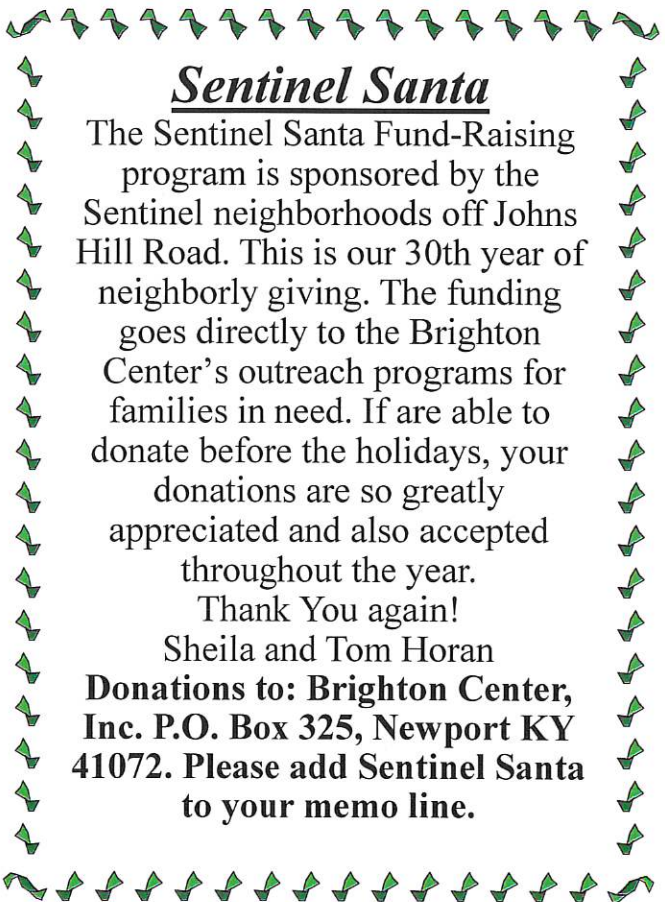 Sentinel Santa
The Sentinel Santa Fund-Raising
program is sponsored by the
Sentinel neighborhoods off Johns
Hill Road. This is our 30th year of
neighborly giving. The funding
goes directly to the Brighton
Center’s outreach programs for
families in need. If are able to
donate before the holidays, your
donations are so greatly
appreciated and also accepted
throughout the year.
Thank You again!
Sheila and Tom Horan
Donations to: Brighton Center,
Inc. P.O. Box 325, Newport KY
41072. Please add Sentinel Santa
to your memo line.